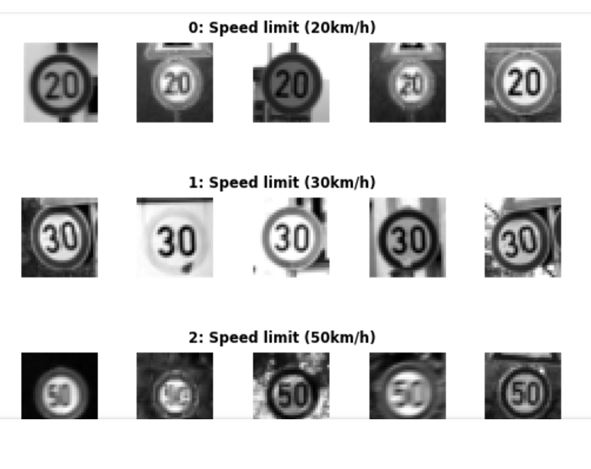 0: Speed limit (20km/h)
20 20 20 20 20
1: Speed limit (30km/h)
30 30 30 30 30
2: Speed limit (50km/h)
50 50 50 50 50